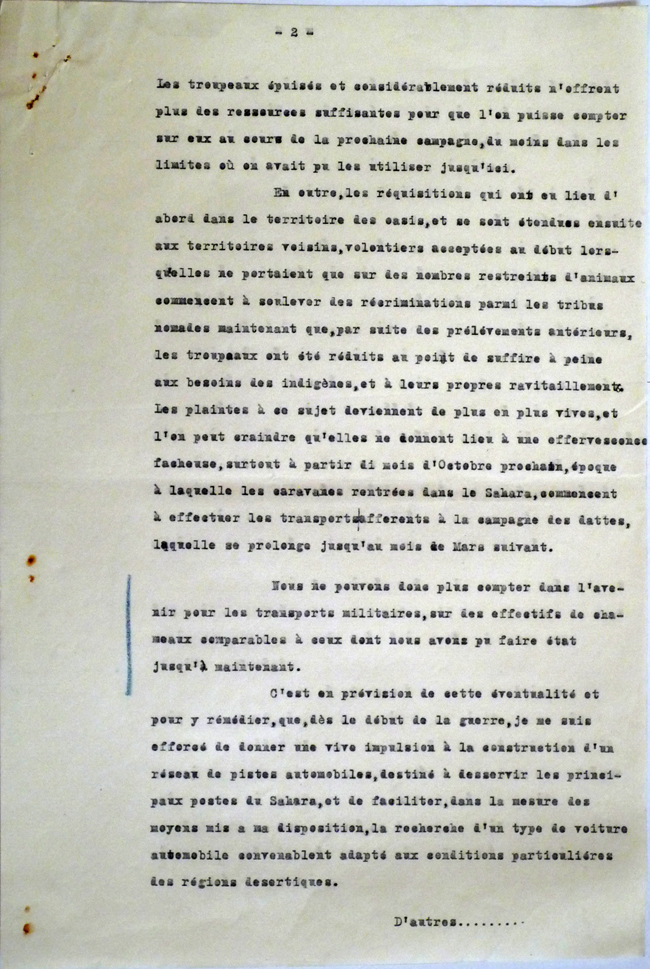 - 2 -
Les troupeaux épuisés et considérablement réduits n'effrent
plus des ressources suffisantes pour que l'on puisse compter
sur eux au cours de la prochaine campagne,du moins dans les
limites où on avait pu les utiliser jusqu'ici.
En outre,les réquisitions qui ont eu lieu d'
abord dans le territoire des oasis,et se sont étendues ensuite
aux territoires voisins,volontiers acceptées au début lors-
qu'elles ne portaient que sur des nombres restreints d'animaux
commencent à soulever des récriminations parmi les tribus
nomades maintenant que,par suite des prélévements antérieurs,
les troupaaux ont été réduits au point de suffire à peine
aux besoins des indigènes,et à leurs propres ravitaillements.
Les plaintes à ce sujet deviennent de plus en plus vives,et
l'on peut craindre qu'elles ne donnent lieu à une effervescence
facheuse,surtout à partir di mois d'Octobre prochain,époque
à laquelle les caravanes rentrées dans le Sahara,commencent
à effectuer les transports afferents à la campagne des dattes,
laquelle se prolonge jusqu'au mois de Mars suivant.
Nous ne pouvons donc plus compter dans l'ave-
nir pour les transports militaires,sur des effectifs de cha-
meaux comparables à ceux dont nous avons pu faire état
jusqu'à maintenant.
C'est en prévision de cette éventualité et
pour y rémédier,que,dès le début de la guerre,je me suis
efforcé de donner une vive impulsion à la construction d'un
réseau de pistes automobiles,destiné à desservir les princi-
paux postes du Sahara,et de faciliter,dans la mesure des
moyens mis a ma disposition,la recherche d'un type de voiture
automobile convenablent adapté aux conditions particuliéres
des régions desertiques.
D'autres.........